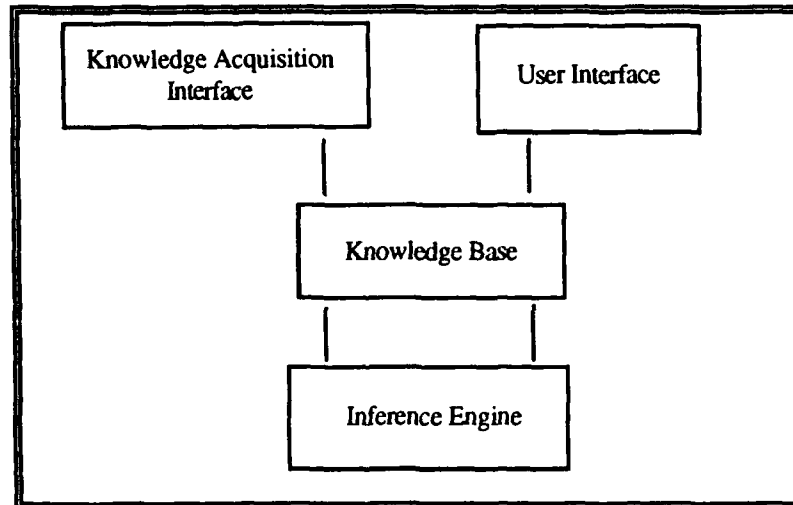 Knowledge Acquisition
Interface
User Interface
Knowledge Base
Inference Engine